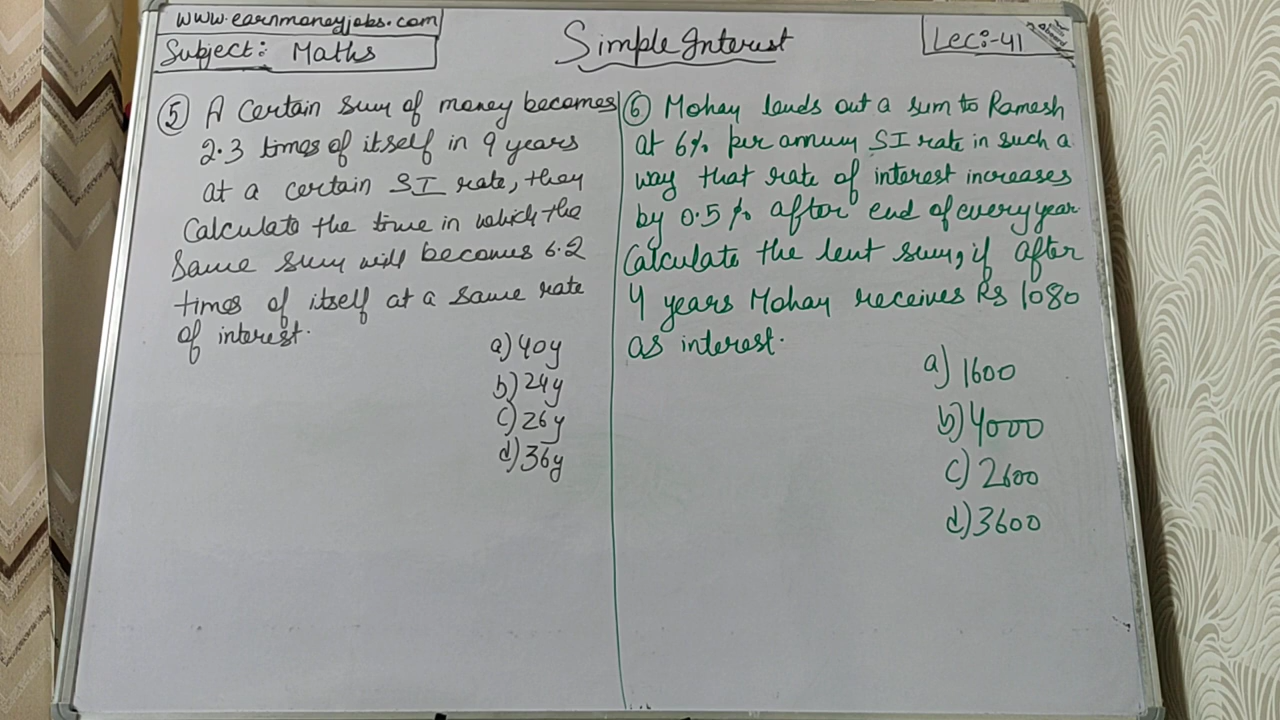 www.earnmoneyjobs.com
Subject: Maths
Simple Interest
Lec:-41
⑤ A certain sum of money becomes
2.3 times of itself in 9 years
at a certain SI rate, then
Calculate the time in which the
Same sum will becomes 6.2
times of itself at a same rate
of interest.
a) 40y
b) 24y
c) 26y
d) 36y
⑥ Mohan lends out a sum to Ramesh
at 6% per annum SI rate in such a
way that rate of interest increases
by 0.5% after end of every year.
Calculate the lent sum, if after
4 years Mohan receives Rs 1080
as interest.
a) 1600
b) 4000
c) 2600
d) 3600